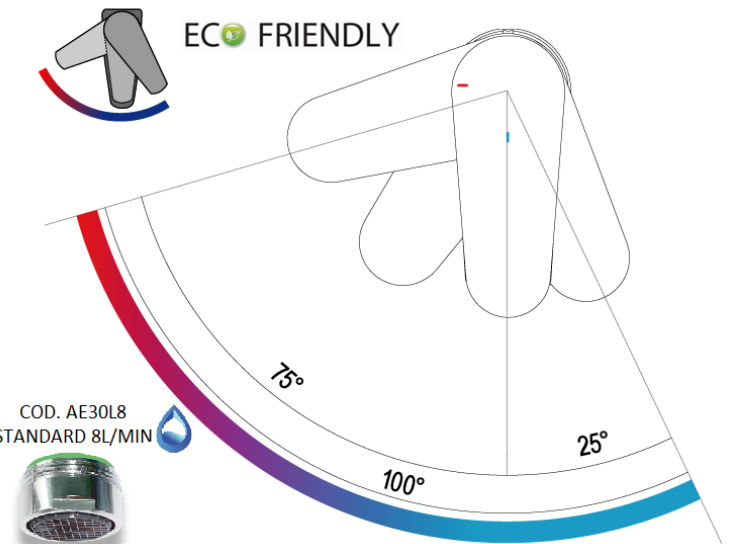 ECO FRIENDLY
75°
25°
100°
COD. AE30L8
STANDARD 8L/MIN